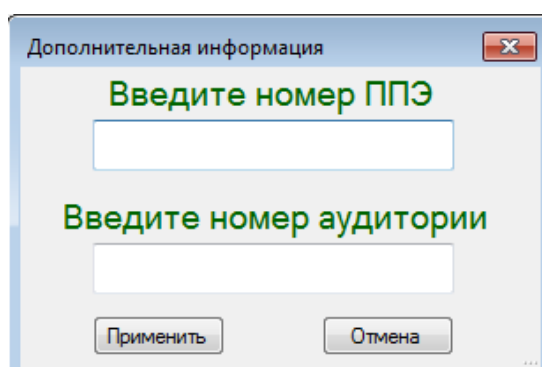 Дополнительная информация
Введите номер ППЭ
Введите номер аудитории
Применить Отмена